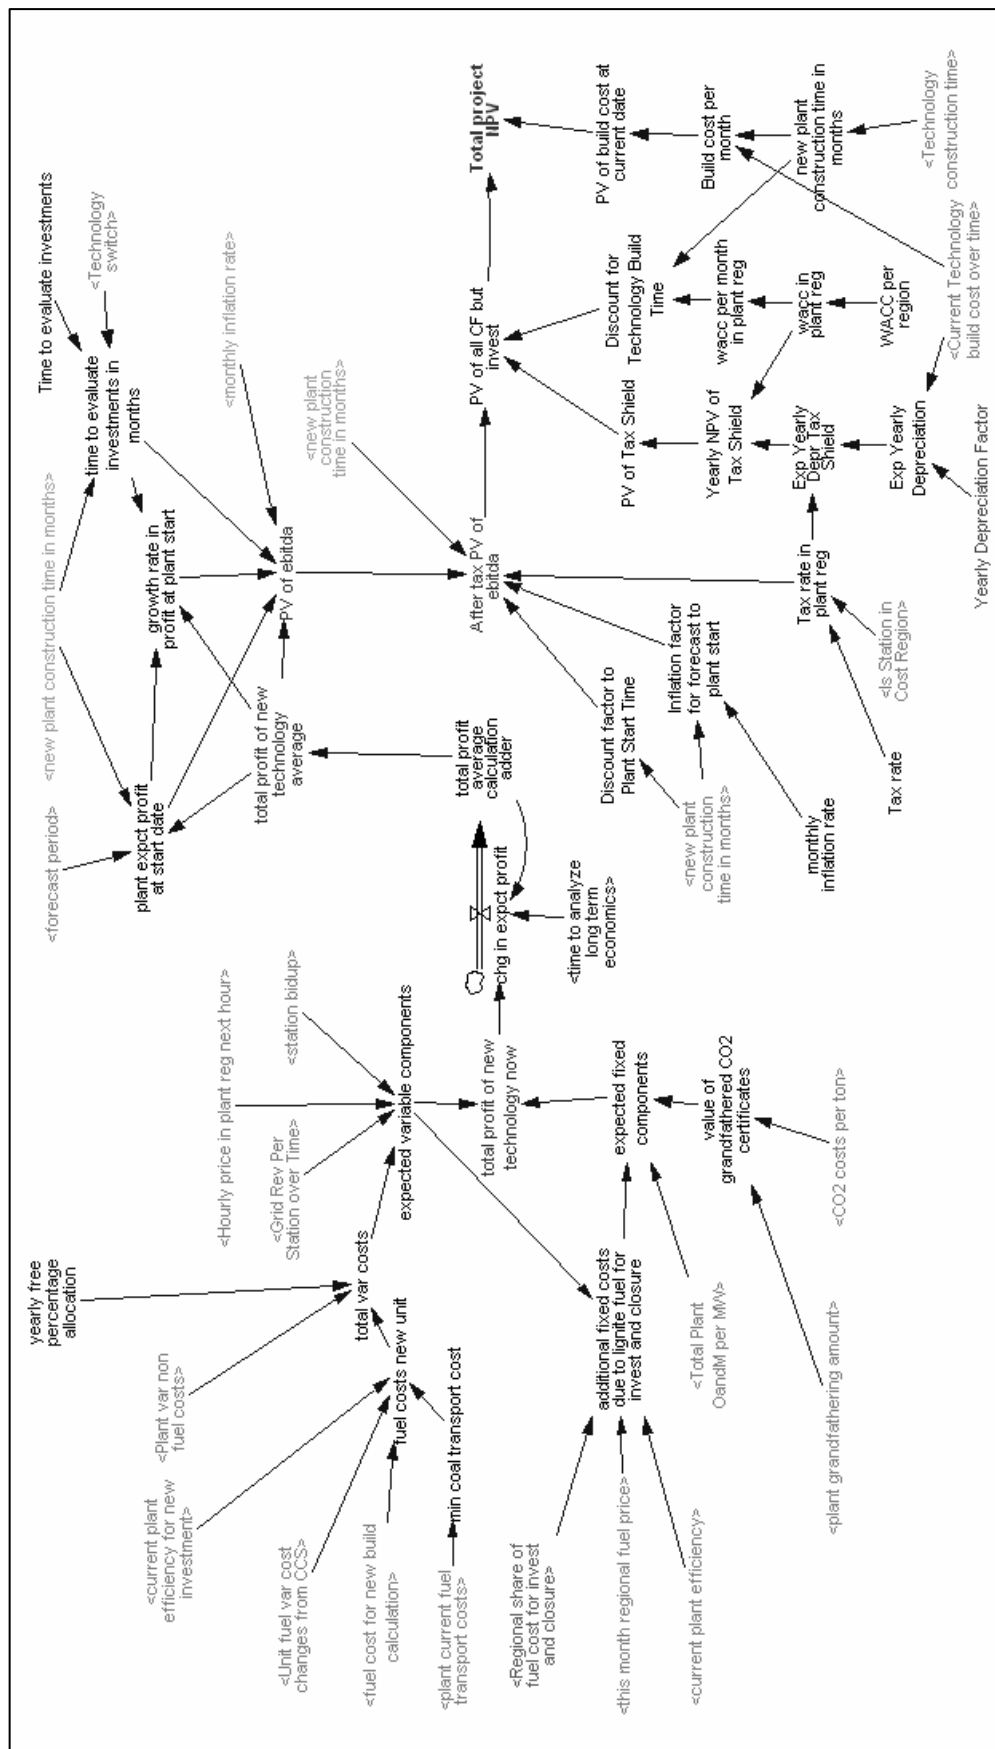 yearly free
percentage
allocation
<Plant var non
fuel costs>
<current plant
efficiency for new
investment>
<Unit fuel var cost
changes from CCS>
<fuel cost for new build
calculation>
<plant current fuel
transport costs>
min coal transport cost
fuel costs new unit
total var costs
<Hourly price in plant reg next hour>
<Grid Rev Per
Station over Time>
<station bidup>
expected variable components
<Regional share of
fuel cost for invest
and closure>
<this month regional fuel price>
<current plant efficiency>
additional fixed costs
due to lignite fuel for
invest and closure
<Total Plant
OandM per MW>
<plant grandfathering amount>
<CO2 costs per ton>
value of
grandfathered CO2
certificates
expected fixed
components
total profit of new
technology now
chg in expct profit
<time to analyze
long term
economics>
total profit
average
calculation
adder
total profit of new
technology
average
<forecast period>
<new plant construction time in months>
plant expct profit
at start date
growth rate in
profit at plant start
Time to evaluate investments
<Technology
switch>
time to evaluate
investments in
months
<monthly inflation rate>
PV of ebitda
<new plant
construction
time in months>
After tax PV of
ebitda
Discount factor to
Plant Start Time
<new plant
construction
time in months>
Inflation factor
for forecast to
plant start
monthly
inflation rate
Tax rate
<Is Station in
Cost Region>
Tax rate in
plant reg
Yearly Depreciation Factor
Exp Yearly
Depreciation
Exp Yearly
Depr Tax
Shield
Yearly NPV of
Tax Shield
PV of Tax Shield
PV of all CF but
invest
Discount for
Technology Build
Time
wacc per month
in plant reg
wacc in
plant reg
WACC per
region
<Current Technology
build cost over time>
Total project
NPV
PV of build cost at
current date
Build cost per
month
new plant
construction time in
months
<Technology
construction time>